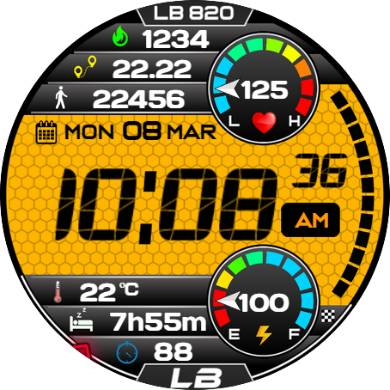 LB 820
1234
22.22
22456
125
L H
MON 08 MAR
10:08
36
AM
22 °C
100
E F
7h55m
z z z
88
LB